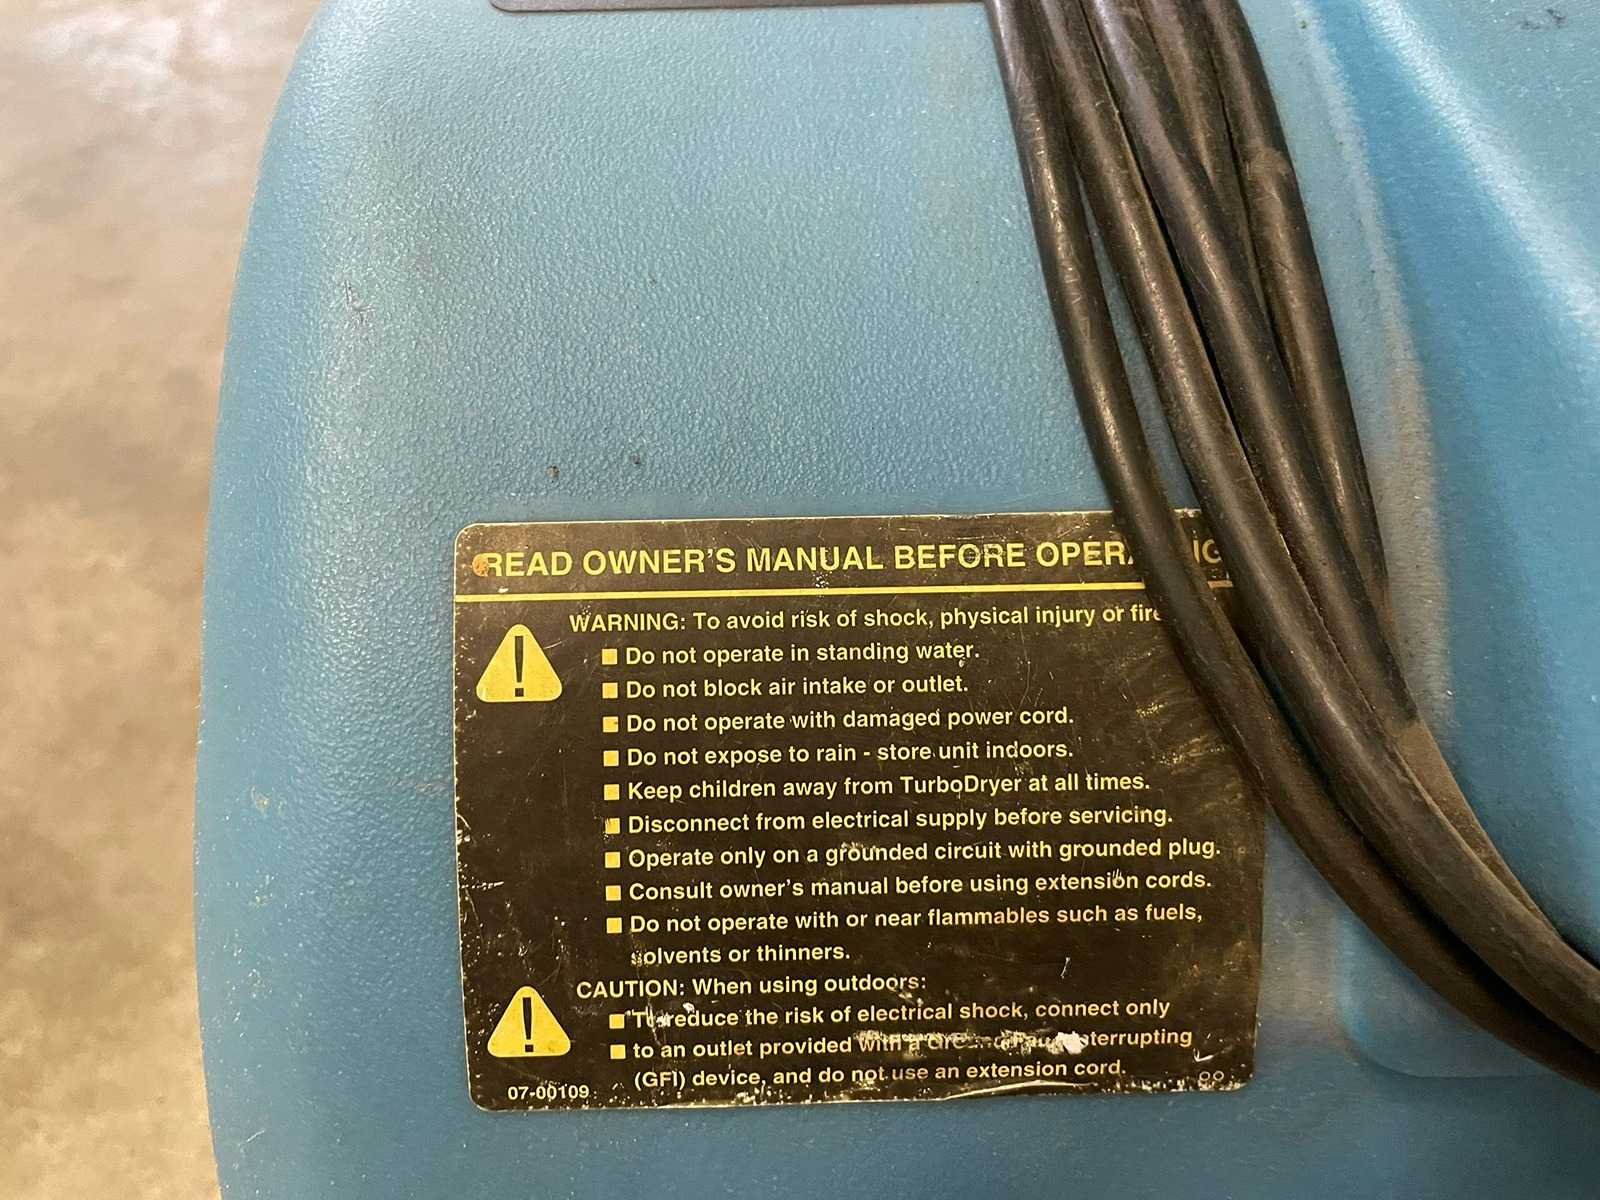 READ OWNER'S MANUAL BEFORE
WARNING: To avoid risk of shock, physical injury or fire
■ Do not operate in standing water.
■ Do not block air intake or outlet.
■ Do not operate with damaged power cord.
■ Do not expose to rain - store unit indoors.
■ Keep children away from TurboDryer at all times.
■ Disconnect from electrical supply before servicing.
■ Operate only on a grounded circuit with grounded plug.
■ Consult owner's manual before using extension cords.
■ Do not operate with or near flammables such as fuels,
solvents or thinners.
CAUTION: When using outdoors:
■ To reduce the risk of electrical shock, connect only
■ to an outlet provided with a
(GFI) device, and do not use an extension cord.
07-00109